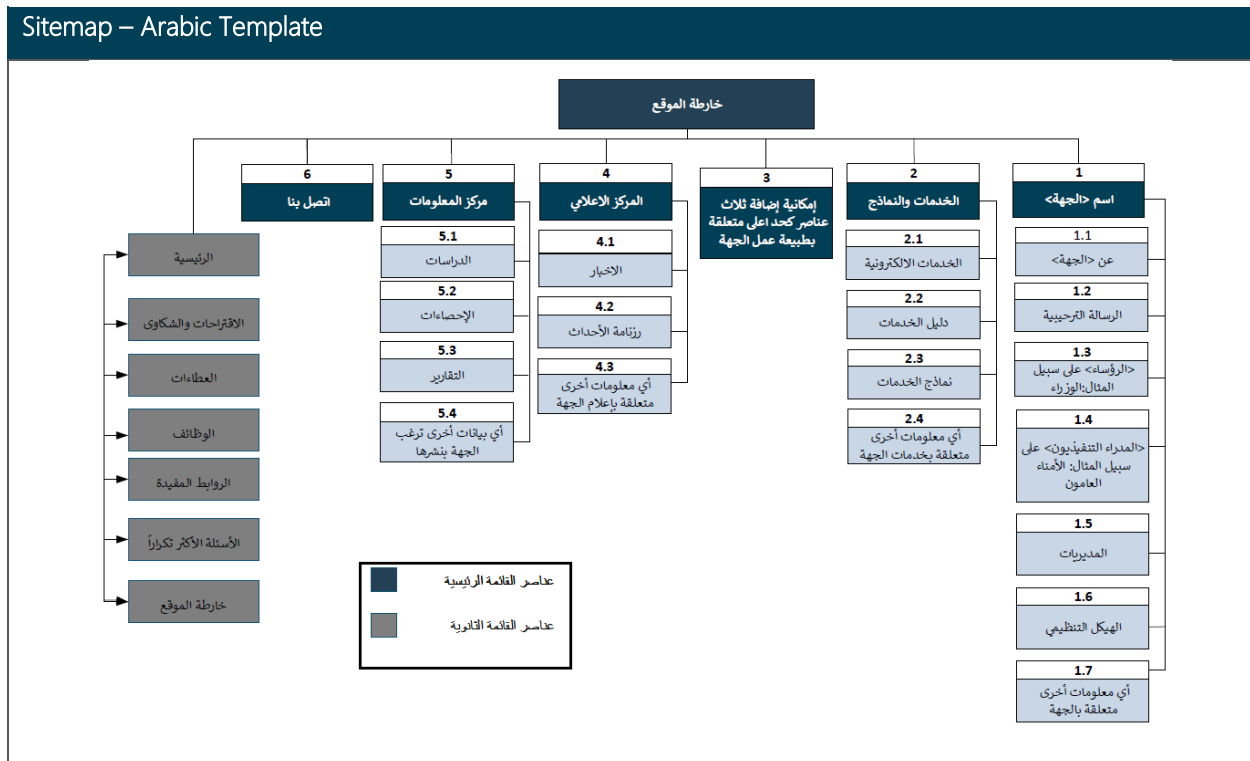 Sitemap – Arabic Template
خارطة الموقع
1
اسم <الجهة>
1.1
عن <الجهة>
1.2
الرسالة الترحيبية
1.3
<الرؤساء> على سبيل
المثال:الوزراء
1.4
<المدراء التنفيذيون> على
سبيل المثال: الأمناء
العامون
1.5
المديريات
1.6
الهيكل التنظيمي
1.7
أي معلومات أخرى
متعلقة بالجهة
2
الخدمات والنماذج
2.1
الخدمات الالكترونية
2.2
دليل الخدمات
2.3
نماذج الخدمات
2.4
أي معلومات أخرى
متعلقة بخدمات الجهة
3
إمكانية إضافة ثلاث
عناصر كحد اعلى متعلقة
بطبيعة عمل الجهة
4
المركز الاعلامي
4.1
الاخبار
4.2
رزنامة الأحداث
4.3
أي معلومات أخرى
متعلقة بإعلام الجهة
5
مركز المعلومات
5.1
الدراسات
5.2
الإحصاءات
5.3
التقارير
5.4
أي بيانات أخرى ترغب
الجهة بنشرها
6
اتصل بنا
الرئيسية
الاقتراحات والشكاوى
العطاءات
الوظائف
الروابط المفيدة
الأسئلة الأكثر تكراراً
خارطة الموقع
عناصر القائمة الرئيسية
عناصر القائمة الثانوية